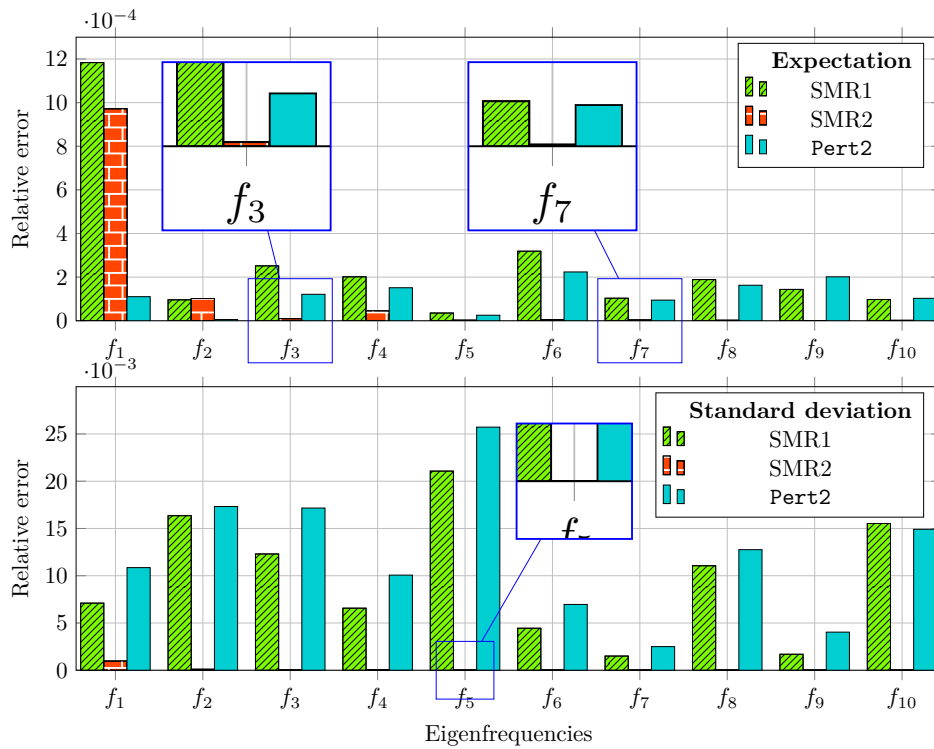 ·10⁻⁴
Relative error
12
10
8
6
4
2
0
Expectation
SMR1
SMR2
Pert2
f₃
f₇
f₁ f₂ f₃ f₄ f₅ f₆ f₇ f₈ f₉ f₁₀
·10⁻³
Relative error
25
20
15
10
5
0
Standard deviation
SMR1
SMR2
Pert2
f₁ f₂ f₃ f₄ f₅ f₆ f₇ f₈ f₉ f₁₀
Eigenfrequencies